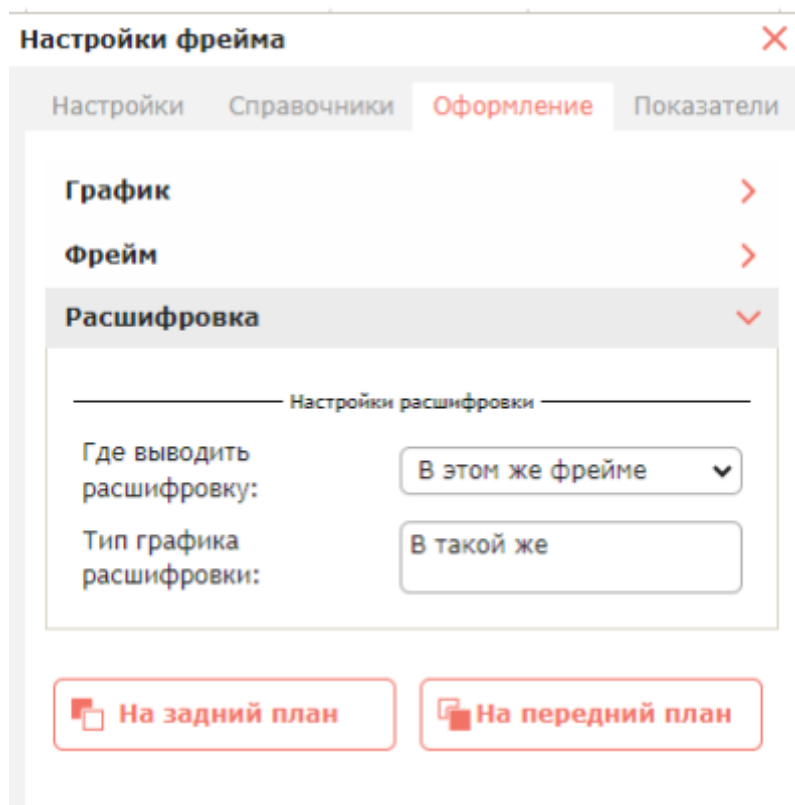 Настройки фрейма
Настройки Справочники Оформление Показатели
График
Фрейм
Расшифровка
Настройки расшифровки
Где выводить
расшифровку:
В этом же фрейме
Тип графика
расшифровки:
В такой же
На задний план
На передний план